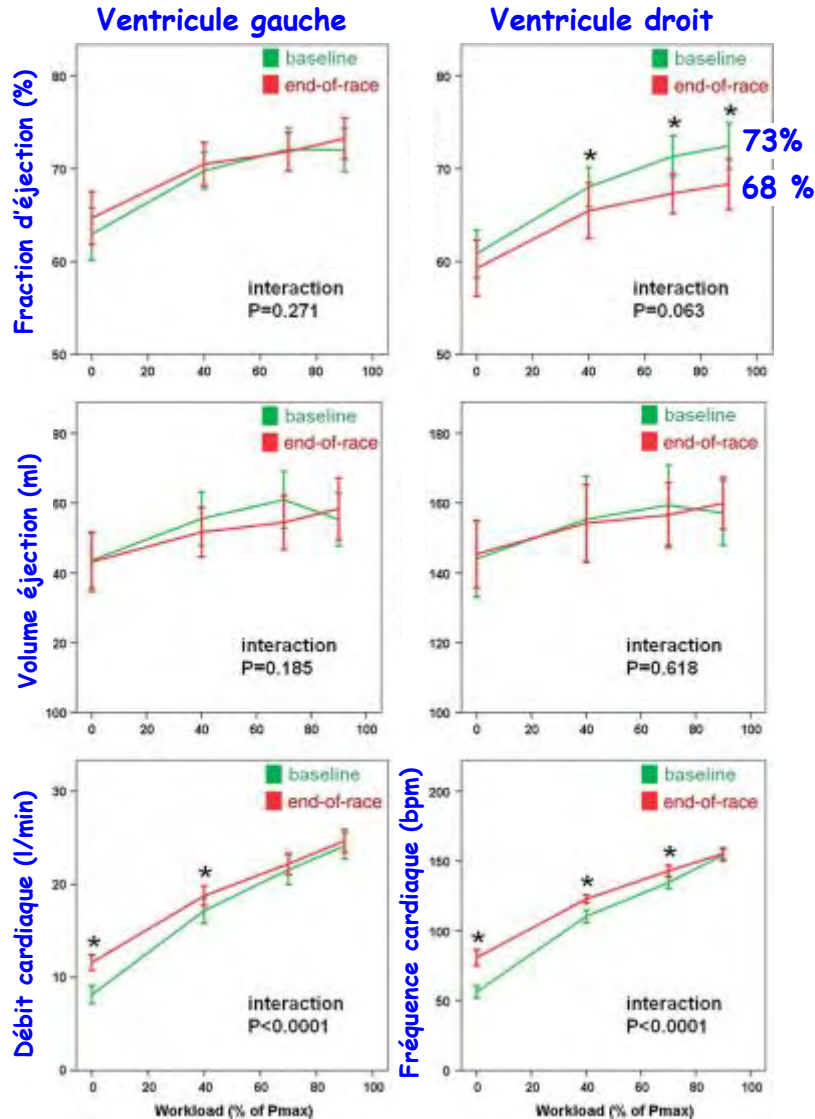 Ventricule gauche
Ventricule droit
Fraction d'éjection (%)
80
70
60
50
baseline
end-of-race
interaction
P=0.271
0 20 40 60 80 100
80
70
60
50
baseline
end-of-race
* * *
73%
68 %
interaction
P=0.063
0 20 40 60 80 100
Volume éjection (ml)
80
60
40
20
100
baseline
end-of-race
interaction
P=0.185
0 20 40 60 80 100
180
160
140
120
100
baseline
end-of-race
interaction
P=0.618
0 20 40 60 80 100
Débit cardiaque (l/min)
30
20
10
0
baseline
end-of-race
* *
interaction
P<0.0001
0 20 40 60 80 100
Workload (% of Pmax)
Fréquence cardiaque (bpm)
200
150
100
50
0
baseline
end-of-race
* * *
interaction
P<0.0001
0 20 40 60 80 100
Workload (% of Pmax)